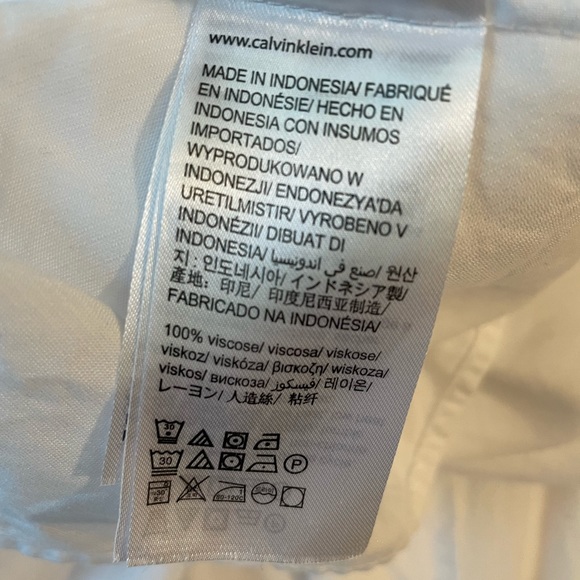 www.calvinklein.com
MADE IN INDONESIA/ FABRIQUÉ
EN INDONÉSIE/ HECHO EN
INDONESIA CON INSUMOS
IMPORTADOS/
WYPRODUKOWANO W
INDONEZJI/ ENDONEZYA'DA
URETILMISTIR/ VYROBENO V
INDONÉZII/ DIBUAT DI
INDONESIA/ صنع في اندونيسيا/ 원산
지 : 인도네시아/ インドネシア製/
產地: 印尼/ 印度尼西亚制造/
FABRICADO NA INDONÉSIA/
100% viscose/ viscosa/ viskose/
viskoz/ viskóza/ βισκοζη/ wiskoza/
viskos/ вискоза/ فيسكوز/ 레이온/
レーヨン/ 人造絲/ 粘纤
30
30 P